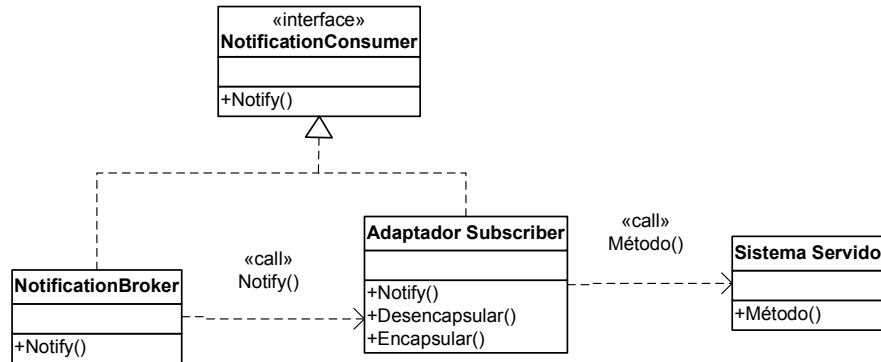 «interface»
NotificationConsumer
+Notify()
Adaptador Subscriber
+Notify()
+Desencapsular()
+Encapsular()
«call»
Método()
Sistema Servido
+Método()
«call»
Notify()
NotificationBroker
+Notify()